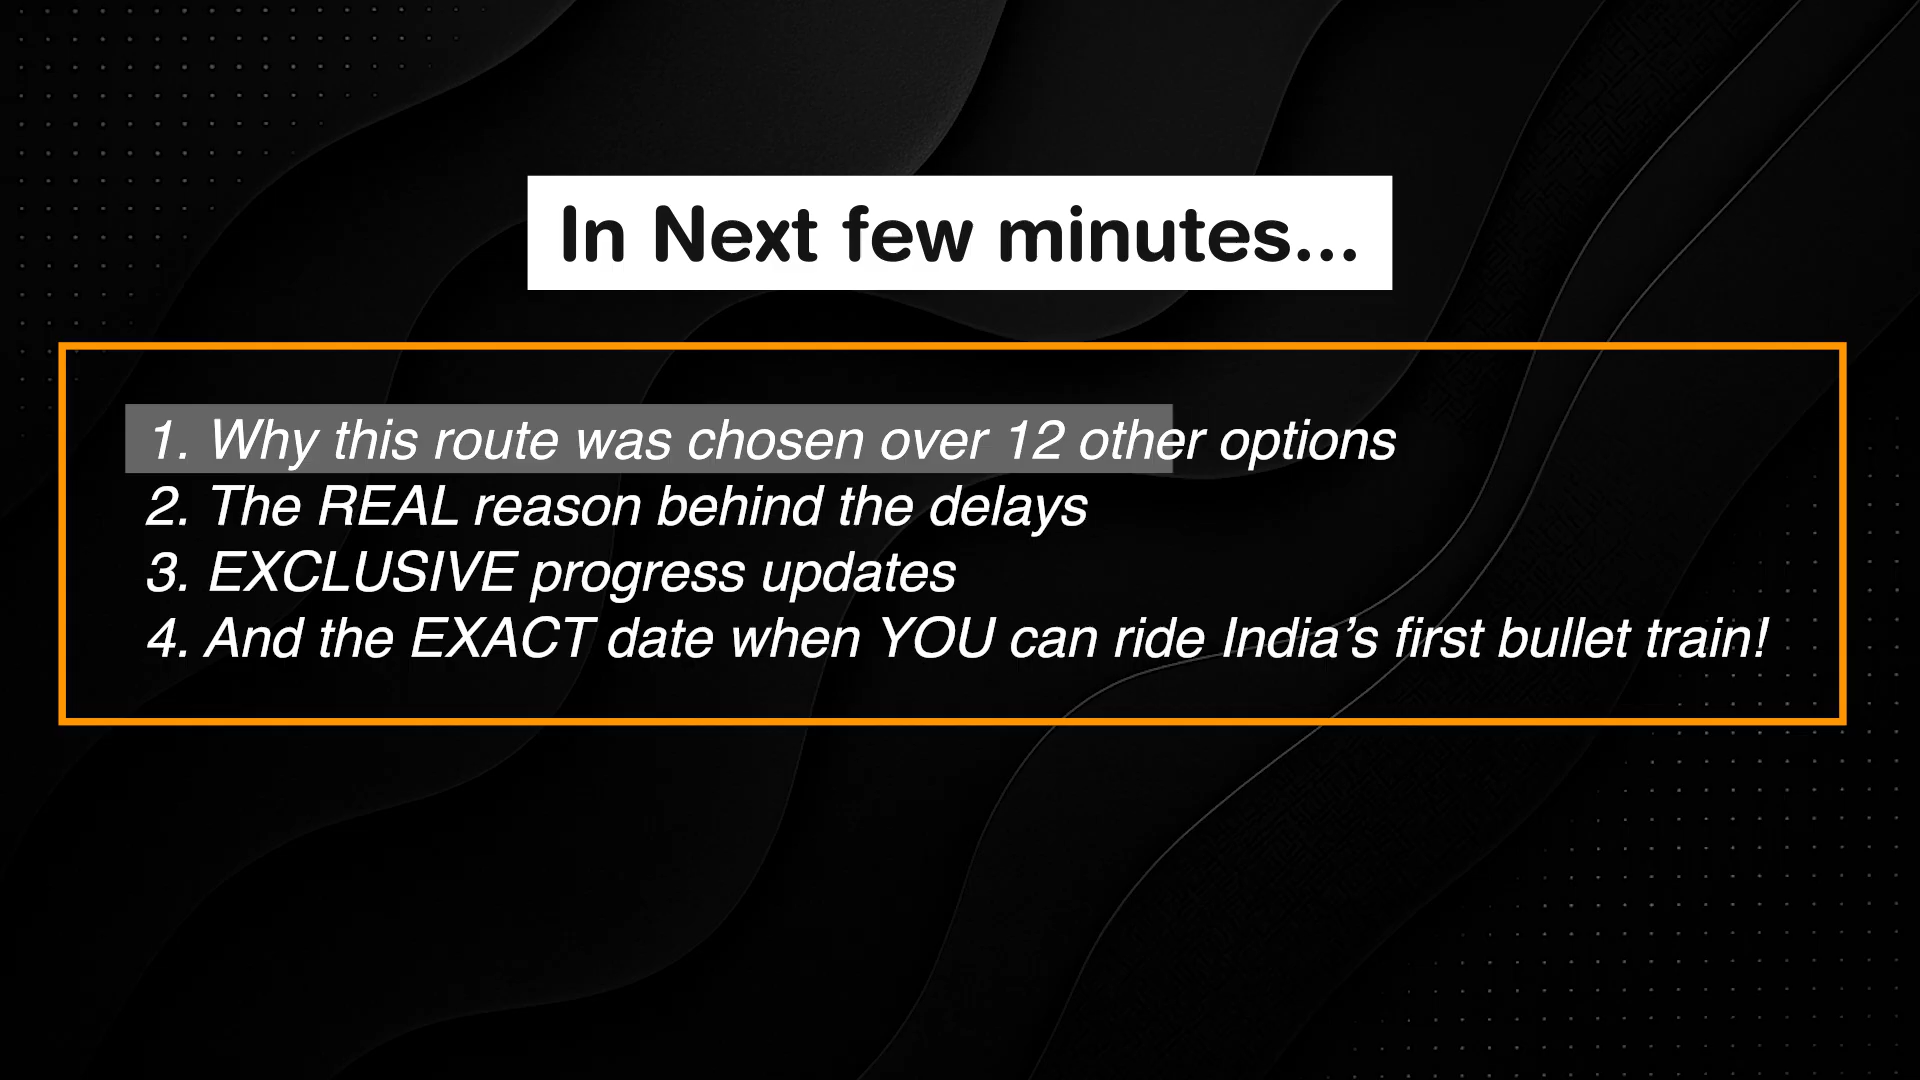 In Next few minutes...
1. Why this route was chosen over 12 other options
2. The REAL reason behind the delays
3. EXCLUSIVE progress updates
4. And the EXACT date when YOU can ride India’s first bullet train!